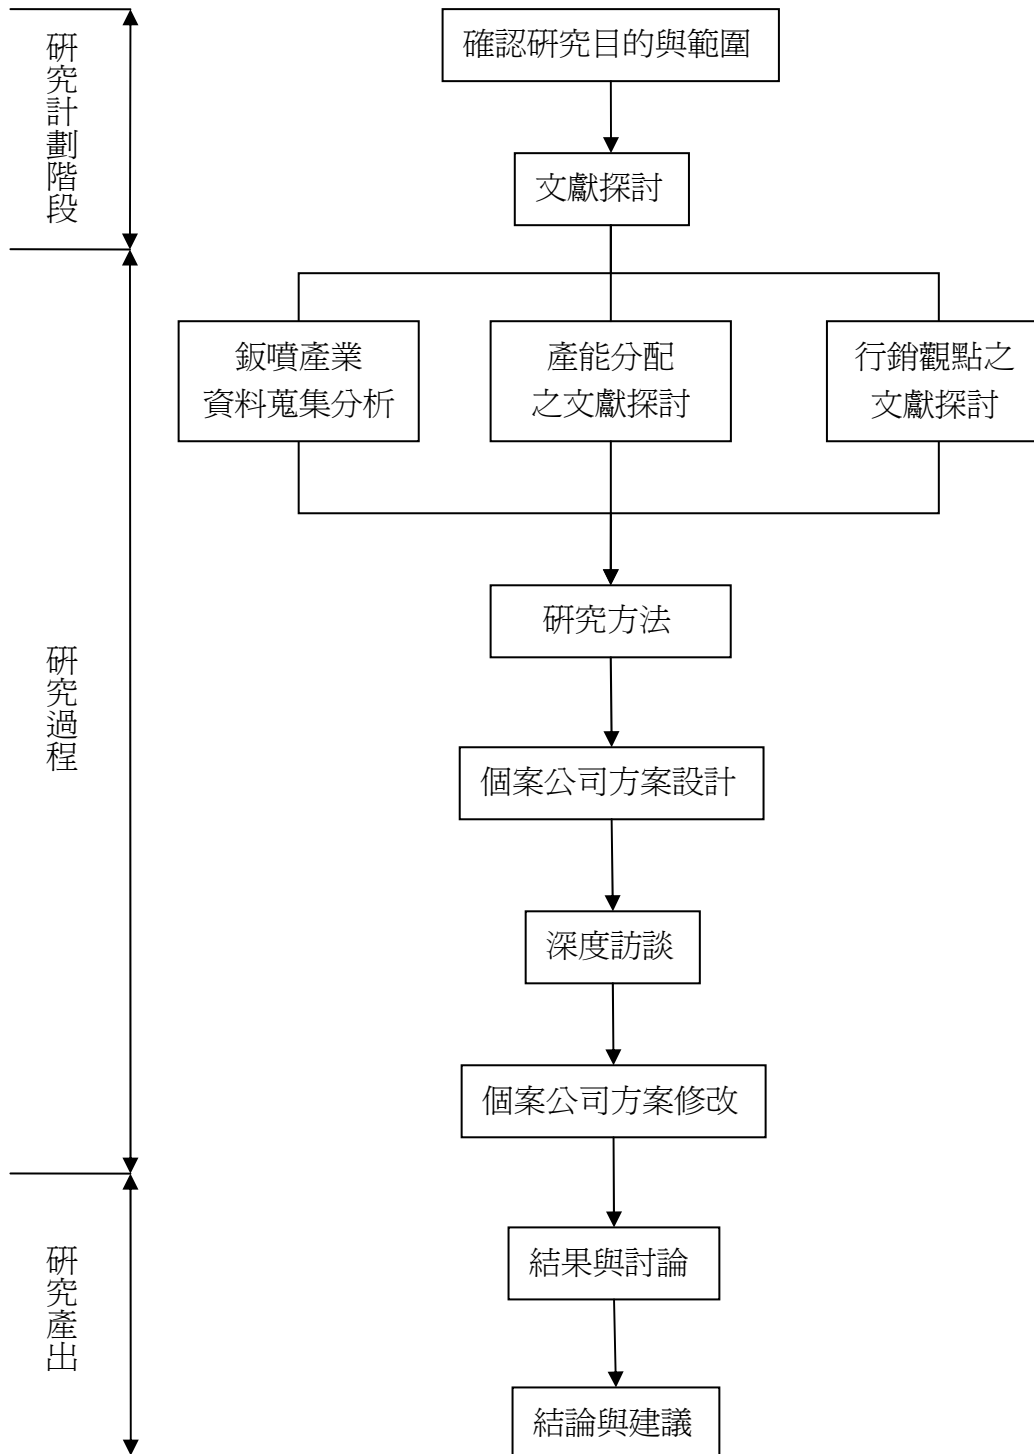 研究計劃階段
確認研究目的與範圍
文獻探討
鈑噴產業
資料蒐集分析
產能分配
之文獻探討
行銷觀點之
文獻探討
研究過程
研究方法
個案公司方案設計
深度訪談
個案公司方案修改
研究產出
結果與討論
結論與建議